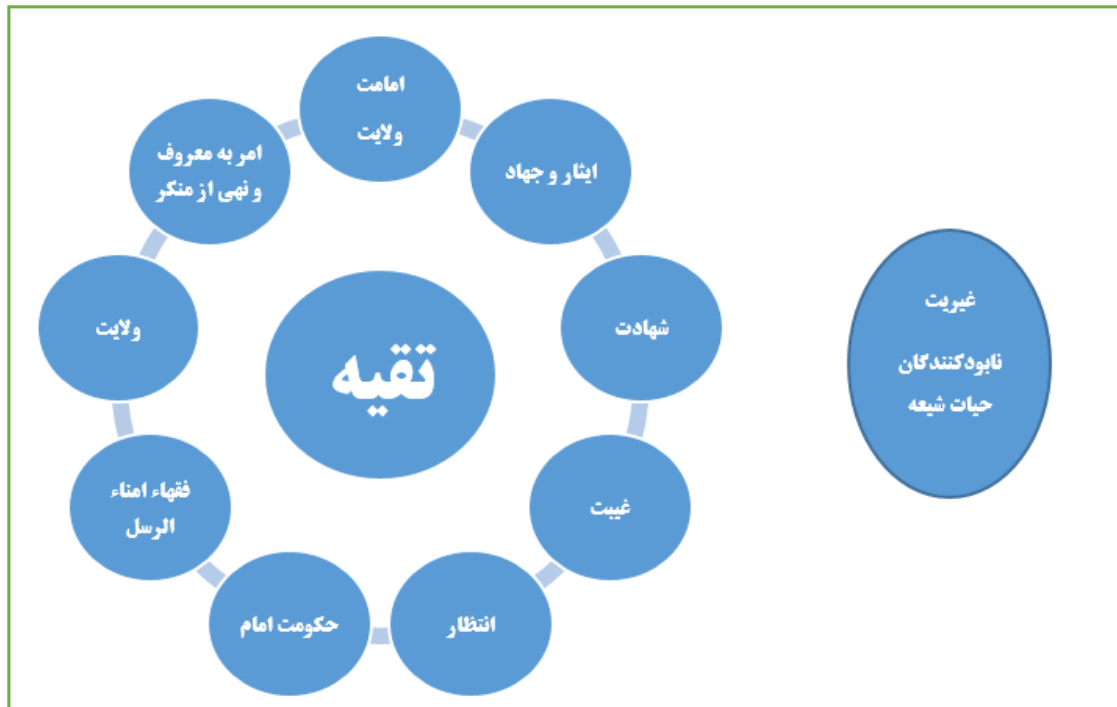 امامت
ولایت
ایثار و جهاد
شهادت
غیبت
انتظار
حکومت امام
فقهاء امناء
الرسل
ولایت
امر به معروف
و نهی از منکر
تقیه
غیریت
نابودکنندگان
حیات شیعه